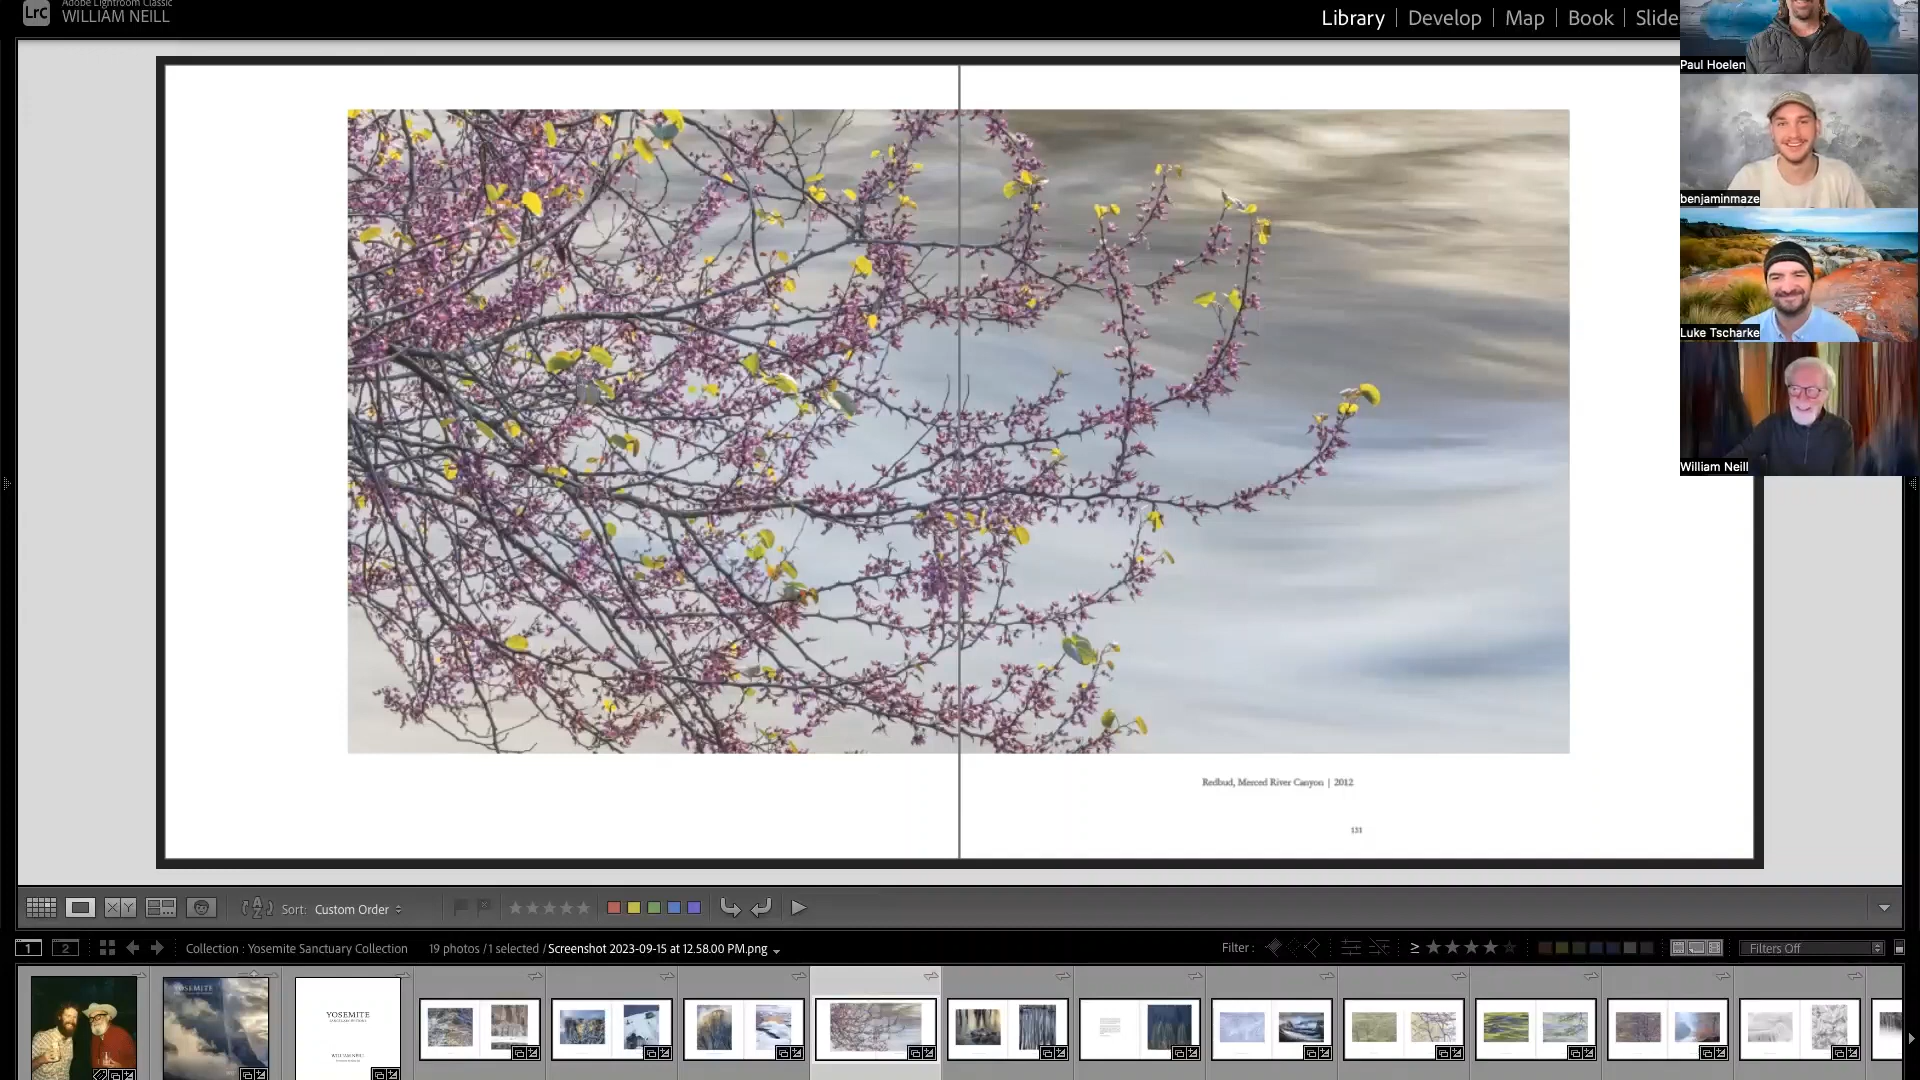 Lrc
Adobe Lightroom Classic
WILLIAM NEILL
Library | Develop | Map | Book | Slide
Paul Hoelen
benjaminmaze
Luke Tscharke
William Neill
Redbud, Merced River Canyon | 2012
131
Sort: Custom Order
1 2
Collection : Yosemite Sanctuary Collection
19 photos / 1 selected / Screenshot 2023-09-15 at 12.58.00 PM.png
Filter :
≥
Filters Off
YOSEMITE
YOSEMITE
WILLIAM NEILL